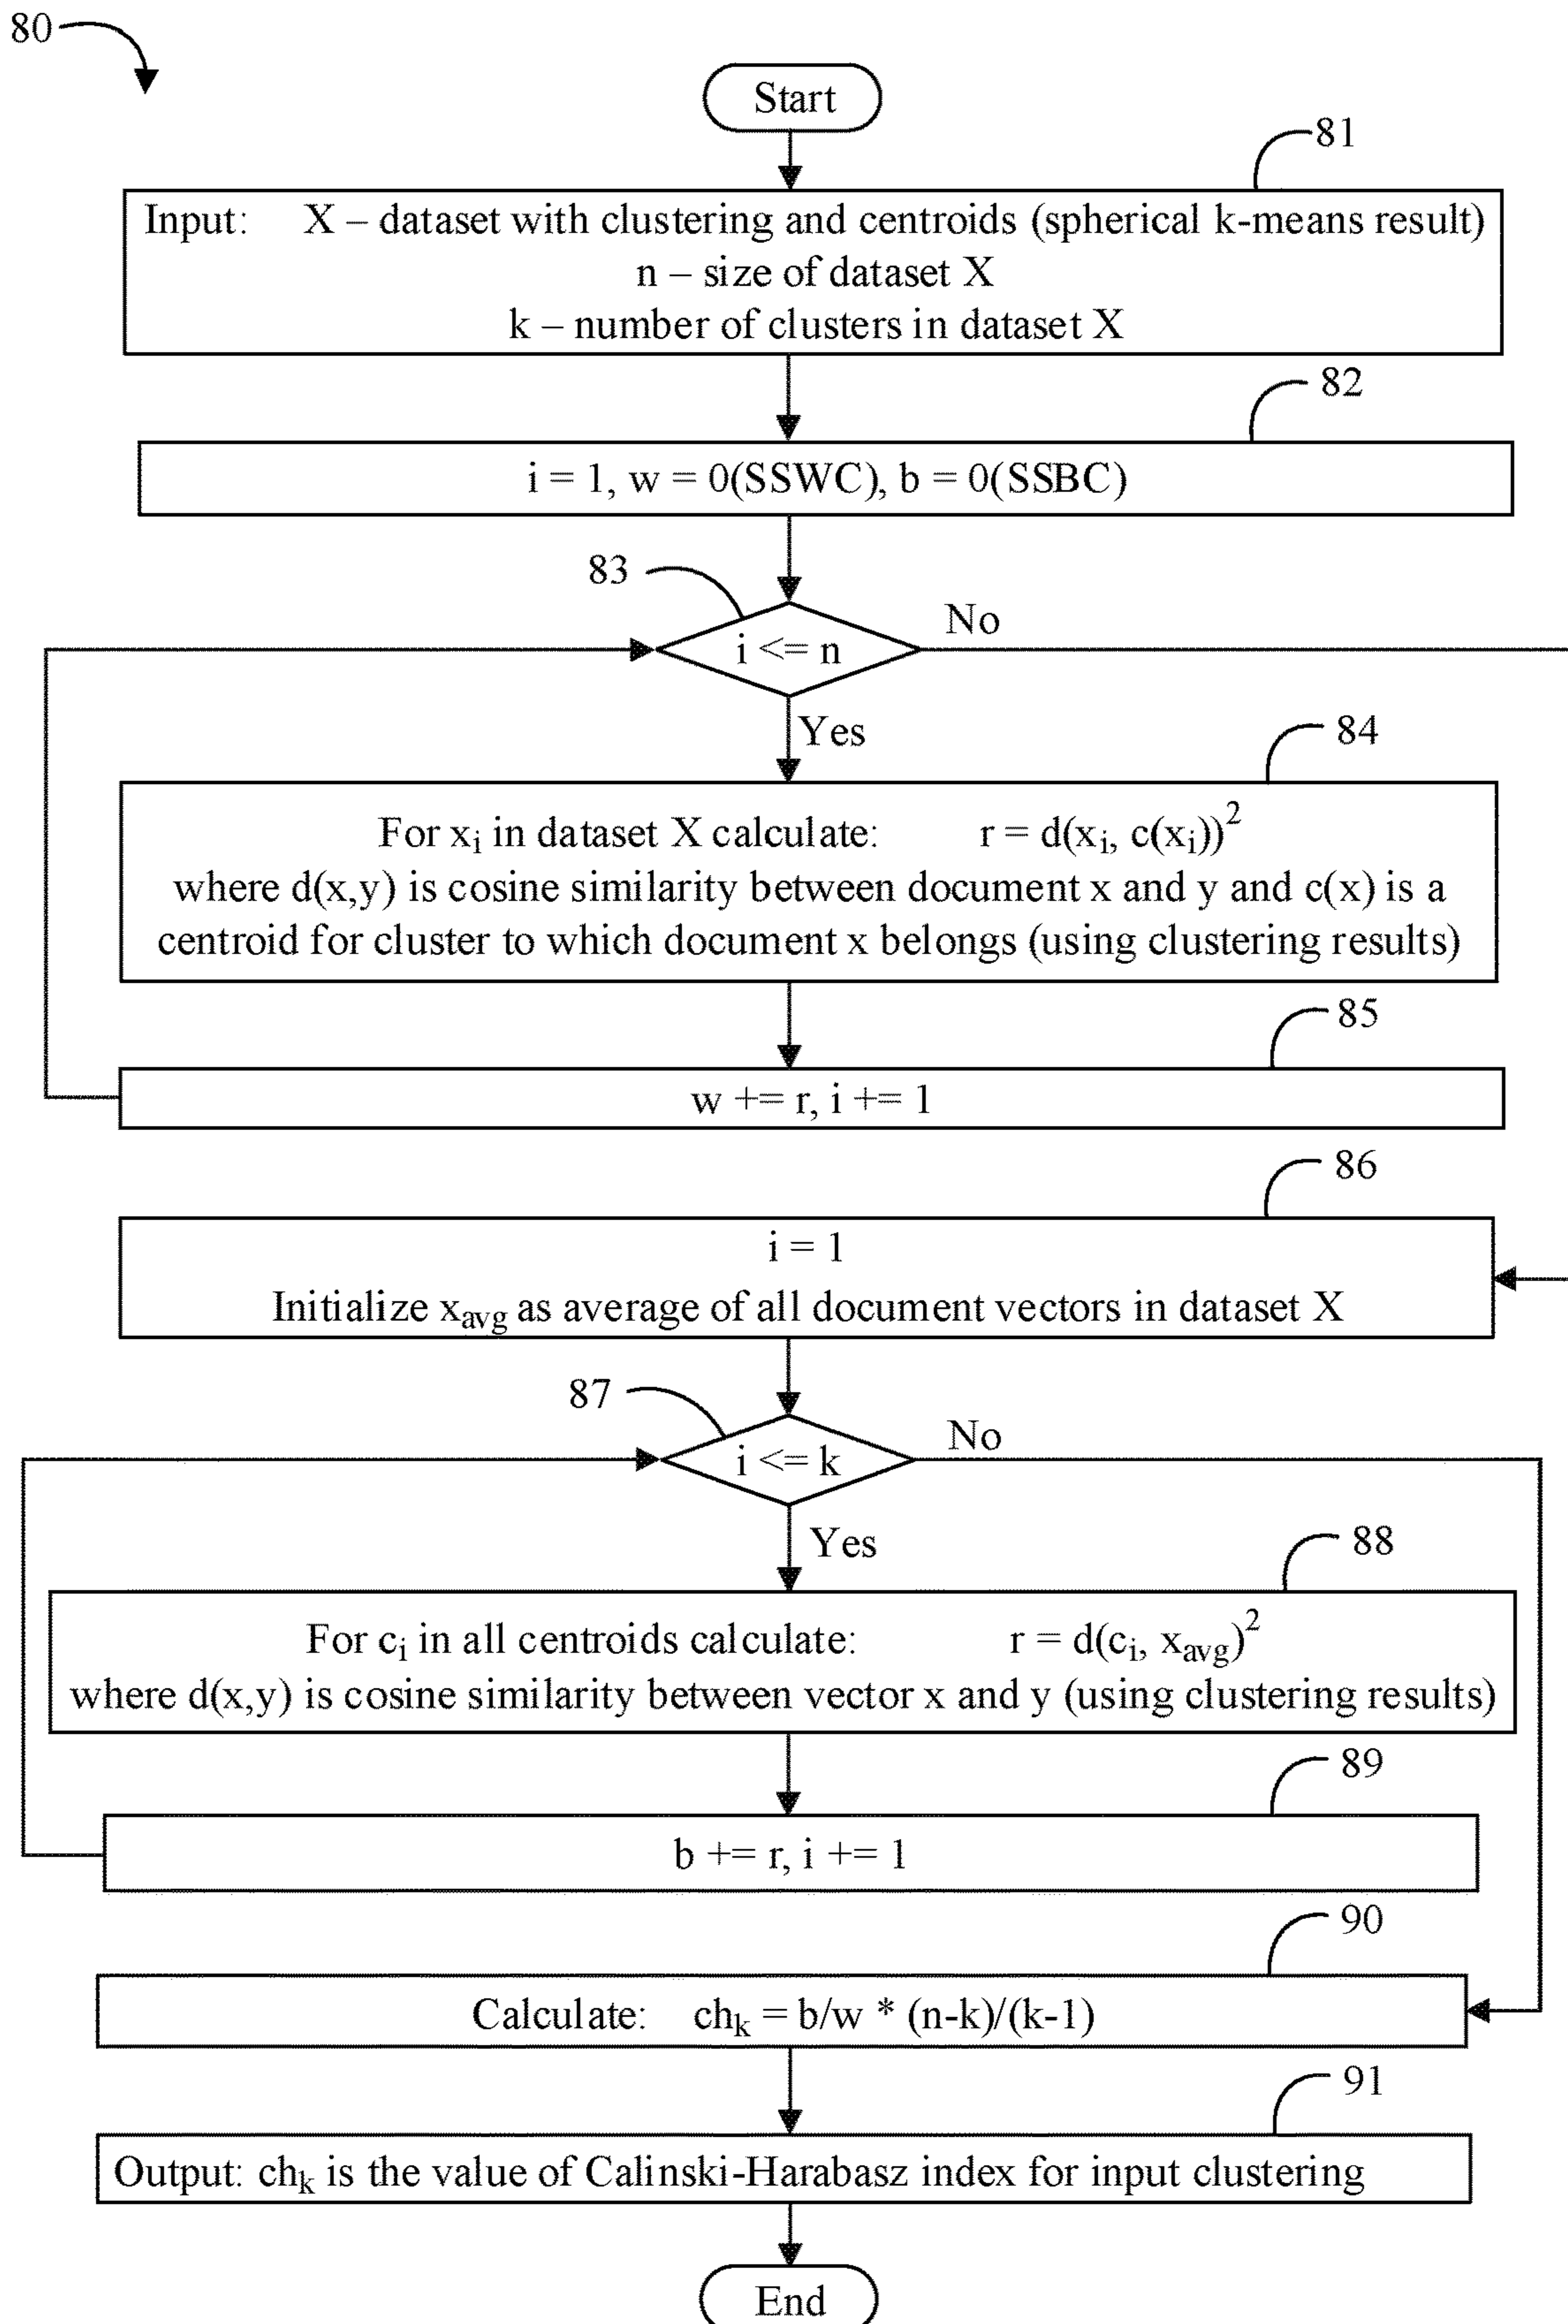 80
Start
81
Input: X – dataset with clustering and centroids (spherical k-means result)
n – size of dataset X
k – number of clusters in dataset X
82
i = 1, w = 0(SSWC), b = 0(SSBC)
83
i <= n
No
Yes
84
For xᵢ in dataset X calculate: r = d(xᵢ, c(xᵢ))²
where d(x,y) is cosine similarity between document x and y and c(x) is a
centroid for cluster to which document x belongs (using clustering results)
85
w += r, i += 1
86
i = 1
Initialize x_avg as average of all document vectors in dataset X
87
i <= k
No
Yes
88
For cᵢ in all centroids calculate: r = d(cᵢ, x_avg)²
where d(x,y) is cosine similarity between vector x and y (using clustering results)
89
b += r, i += 1
90
Calculate: chₖ = b/w * (n-k)/(k-1)
91
Output: chₖ is the value of Calinski-Harabasz index for input clustering
End